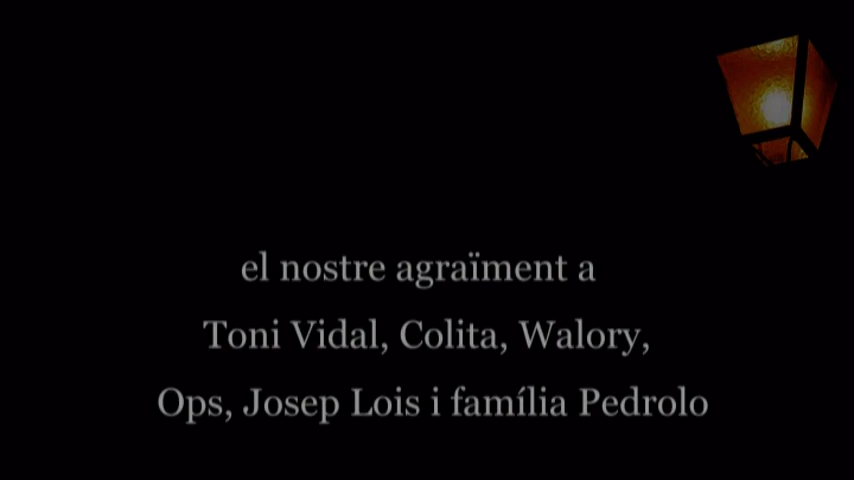 el nostre agraïment a
Toni Vidal, Colita, Walory,
Ops, Josep Lois i família Pedrolo